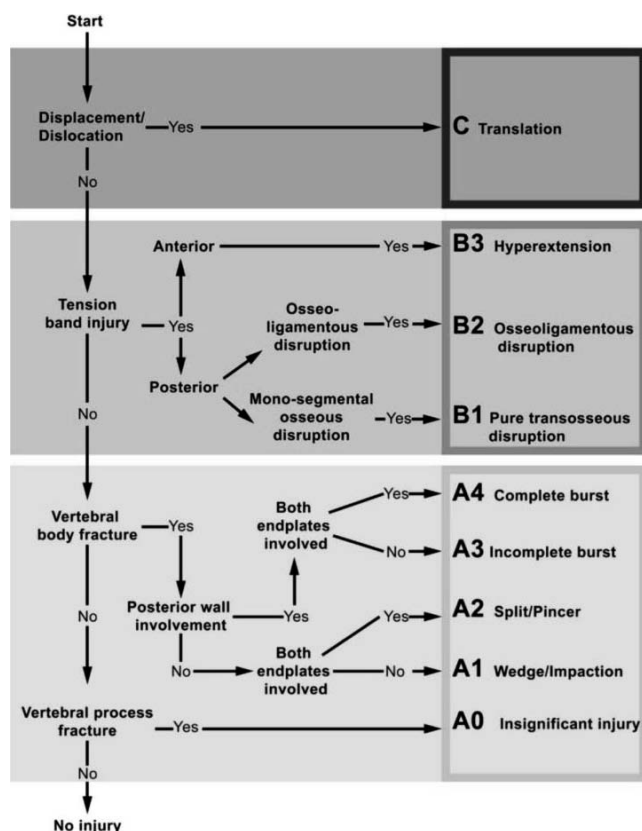 Start
Displacement/
Dislocation
Yes
C Translation
No
Anterior
Yes
B3 Hyperextension
Tension
band injury
Yes
Osseo-
ligamentous
disruption
Yes
B2 Osseoligamentous
disruption
Posterior
Mono-segmental
osseous
disruption
Yes
B1 Pure transosseous
disruption
No
Vertebral
body fracture
Yes
Both
endplates
involved
Yes
A4 Complete burst
No
A3 Incomplete burst
Posterior wall
involvement
Yes
No
Both
endplates
involved
Yes
A2 Split/Pincer
No
A1 Wedge/Impaction
No
Vertebral process
fracture
Yes
A0 Insignificant injury
No
No injury